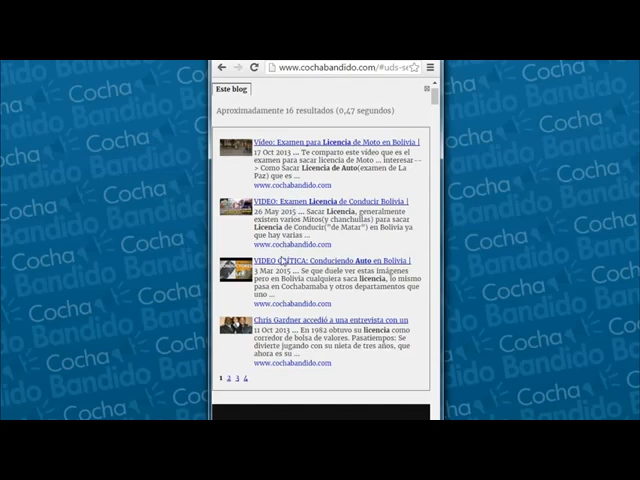 www.cochabandido.com/#uds-se
Este blog
Aproximadamente 16 resultados (0,47 segundos)
Vídeo: Examen para Licencia de Moto en Bolivia |
17 Oct 2013 ... Te comparto este vídeo que es el
examen para sacar licencia de Moto ... interesar--
> Como Sacar Licencia de Auto(examen de La
Paz) que es ...
www.cochabandido.com
VIDEO: Examen Licencia de Conducir Bolivia |
26 May 2015 ... Sacar Licencia, generalmente
existen varios Mitos(y chanchullos) para sacar
Licencia de Conducir("de Matar") en Bolivia ya
que hay varias ...
www.cochabandido.com
VIDEO CRÍTICA: Conduciendo Auto en Bolivia |
3 Mar 2015 ... Se que duele ver estas imágenes
pero en Bolivia cualquiera saca licencia, lo mismo
pasa en Cochabamaba y otros departamentos que
uno ...
www.cochabandido.com
Chris Gardner accedió a una entrevista con un
11 Oct 2013 ... En 1982 obtuvo su licencia como
corredor de bolsa de valores. Pasatiempos: Se
divierte jugando con su nieta de tres años, que
ahora es su ...
www.cochabandido.com
1 2 3 4
Cocha
Bandido